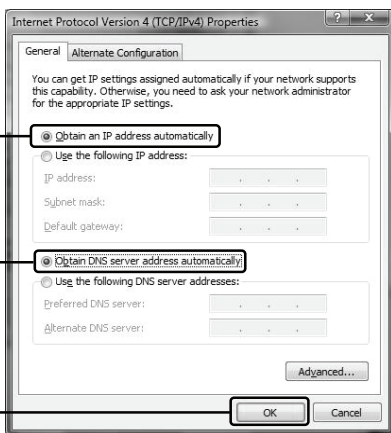 Internet Protocol Version 4 (TCP/IPv4) Properties
General
Alternate Configuration
You can get IP settings assigned automatically if your network supports
this capability. Otherwise, you need to ask your network administrator
for the appropriate IP settings.
Obtain an IP address automatically
Use the following IP address:
IP address:
Subnet mask:
Default gateway:
Obtain DNS server address automatically
Use the following DNS server addresses:
Preferred DNS server:
Alternate DNS server:
Advanced...
OK
Cancel